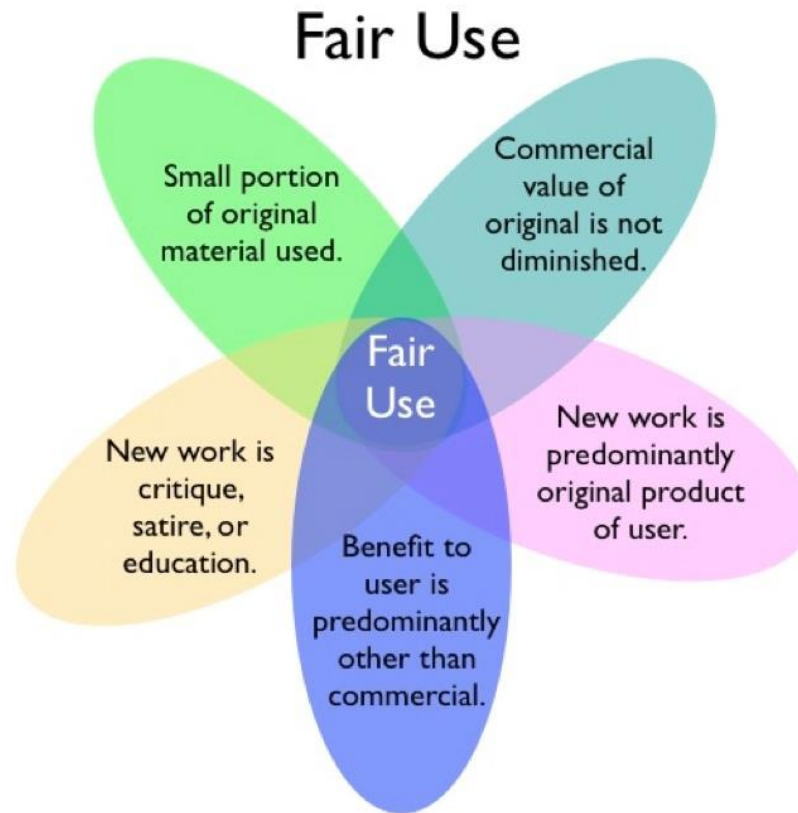 Fair Use
Small portion
of original
material used.
Commercial
value of
original is not
diminished.
Fair
Use
New work is
critique,
satire, or
education.
New work is
predominantly
original product
of user.
Benefit to
user is
predominantly
other than
commercial.